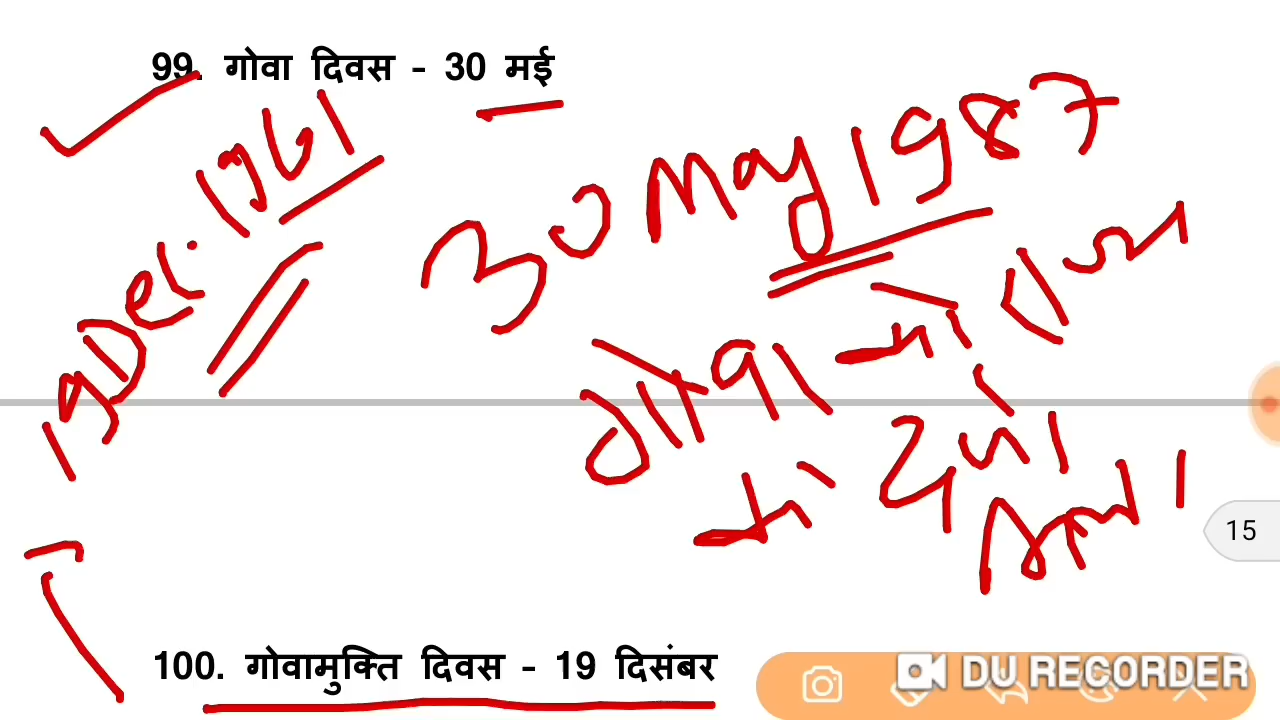 99. गोवा दिवस - 30 मई
19 Dec. 1961
30 May 1987
गोवा को राज्य
का दर्जा
100. गोवामुक्ति दिवस - 19 दिसंबर
15
DU RECORDER